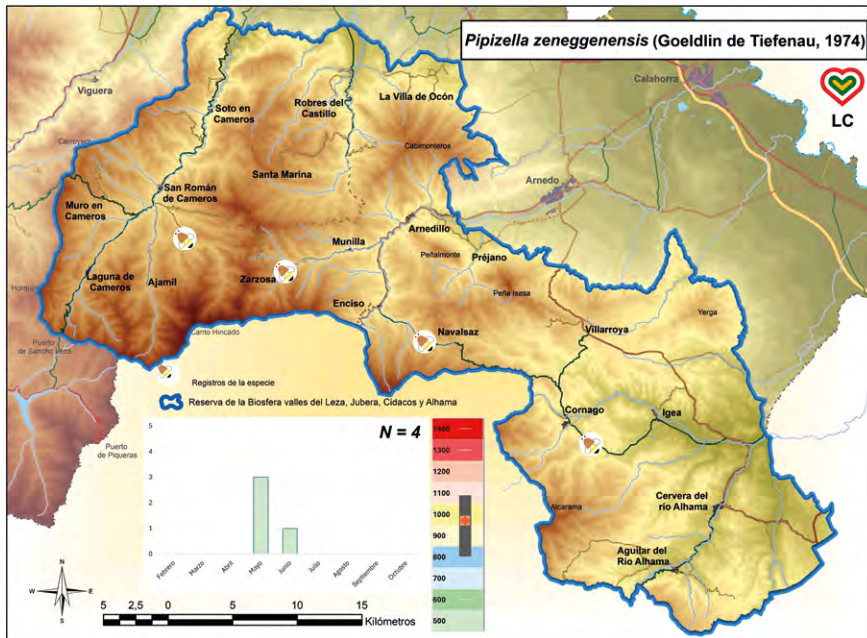 Pipizella zeneggenensis (Goeldlin de Tiefenau, 1974)
LC
Viguera
Calahorra
Soto en
Cameros
Robres del
Castillo
La Villa de Ocón
Cabimonteros
Santa Marina
Arnedo
San Román
de Cameros
Muro en
Cameros
Arnedillo
Munilla
Peñalmonte
Préjano
Laguna de
Cameros
Ajamil
Zarzosa
Enciso
Peña Isasa
Yerga
Navalsaz
Villarroya
Puerto
de Sancho Leza
Canto Hincado
Registros de la especie
Reserva de la Biosfera valles del Leza, Jubera, Cidacos y Alhama
Cornago
Igea
Puerto
de Piqueras
N = 4
5
4
3
2
1
0
Febrero
Marzo
Abril
Mayo
Junio
Julio
Agosto
Septiembre
Octubre
1400
1300
1200
1100
1000
900
800
700
600
500
Alcarama
Cervera del
río Alhama
Aguilar del
Río Alhama
N
W
E
S
5
2,5
0
5
10
15
Kilómetros